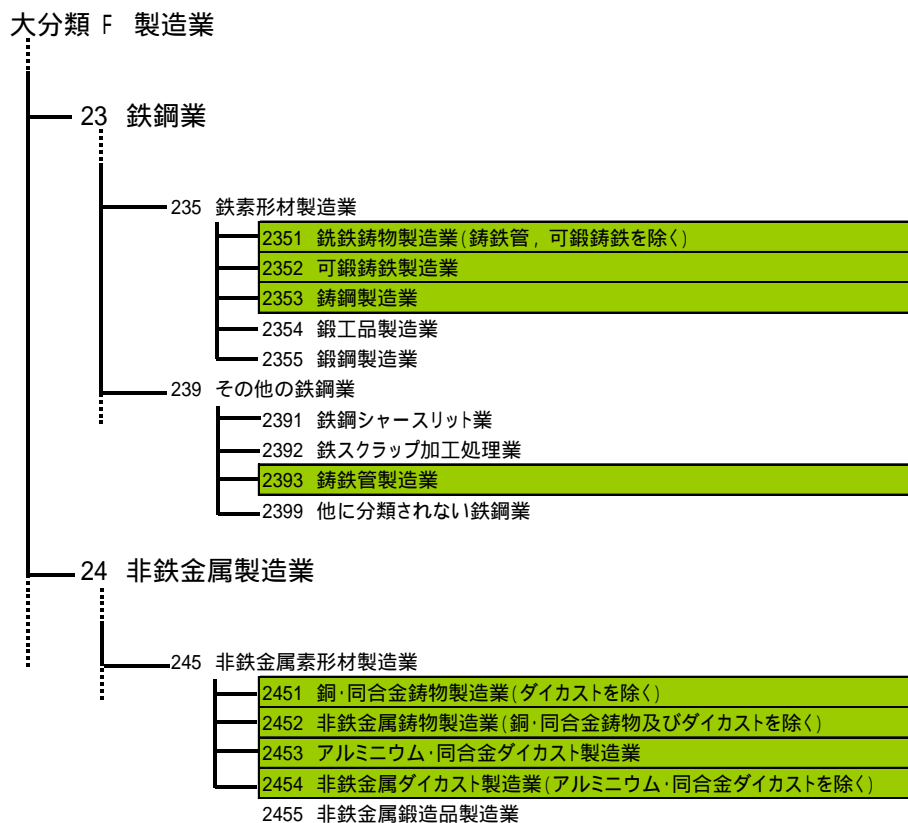 大分類 F 製造業
23 鉄鋼業
235 鉄素形材製造業
2351 銑鉄鋳物製造業(鋳鉄管，可鍛鋳鉄を除く)
2352 可鍛鋳鉄製造業
2353 鋳鋼製造業
2354 鍛工品製造業
2355 鍛鋼製造業
239 その他の鉄鋼業
2391 鉄鋼シャースリット業
2392 鉄スクラップ加工処理業
2393 鋳鉄管製造業
2399 他に分類されない鉄鋼業
24 非鉄金属製造業
245 非鉄金属素形材製造業
2451 銅･同合金鋳物製造業(ダイカストを除く)
2452 非鉄金属鋳物製造業(銅･同合金鋳物及びダイカストを除く)
2453 アルミニウム･同合金ダイカスト製造業
2454 非鉄金属ダイカスト製造業(アルミニウム･同合金ダイカストを除く)
2455 非鉄金属鍛造品製造業